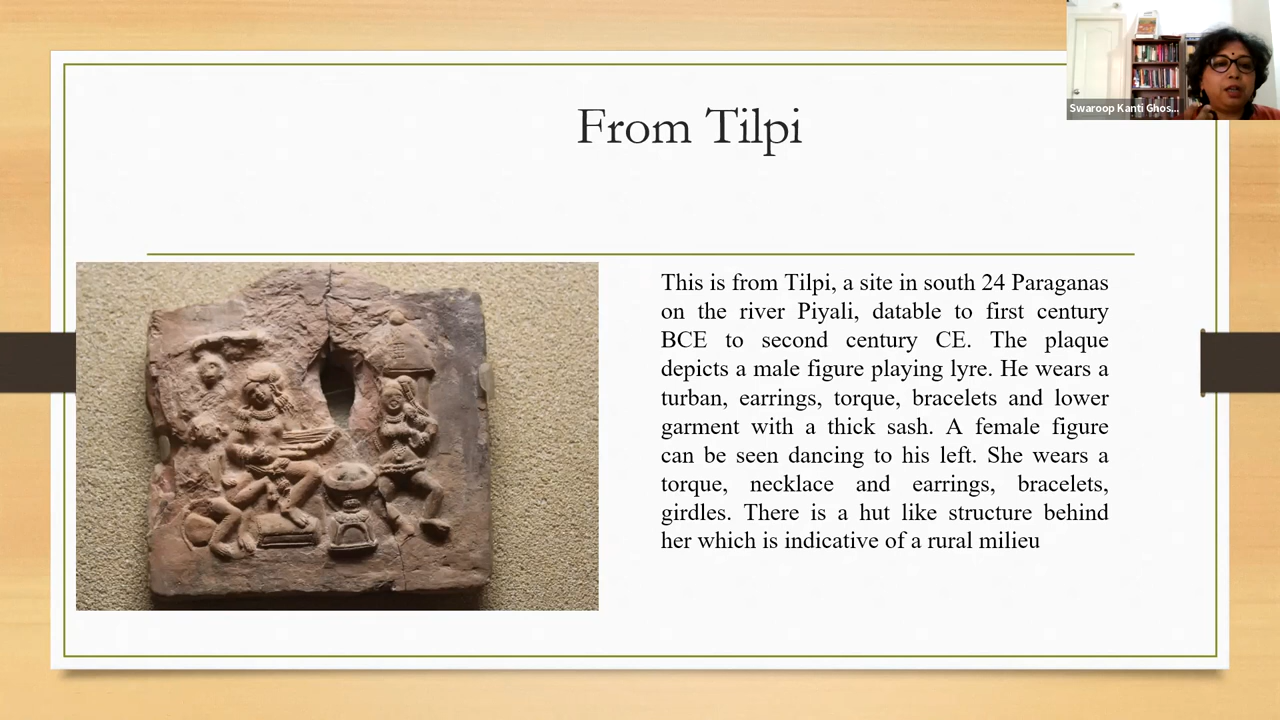 Swaroop Kanti Ghos...
From Tilpi
This is from Tilpi, a site in south 24 Paraganas
on the river Piyali, datable to first century
BCE to second century CE. The plaque
depicts a male figure playing lyre. He wears a
turban, earrings, torque, bracelets and lower
garment with a thick sash. A female figure
can be seen dancing to his left. She wears a
torque, necklace and earrings, bracelets,
girdles. There is a hut like structure behind
her which is indicative of a rural milieu